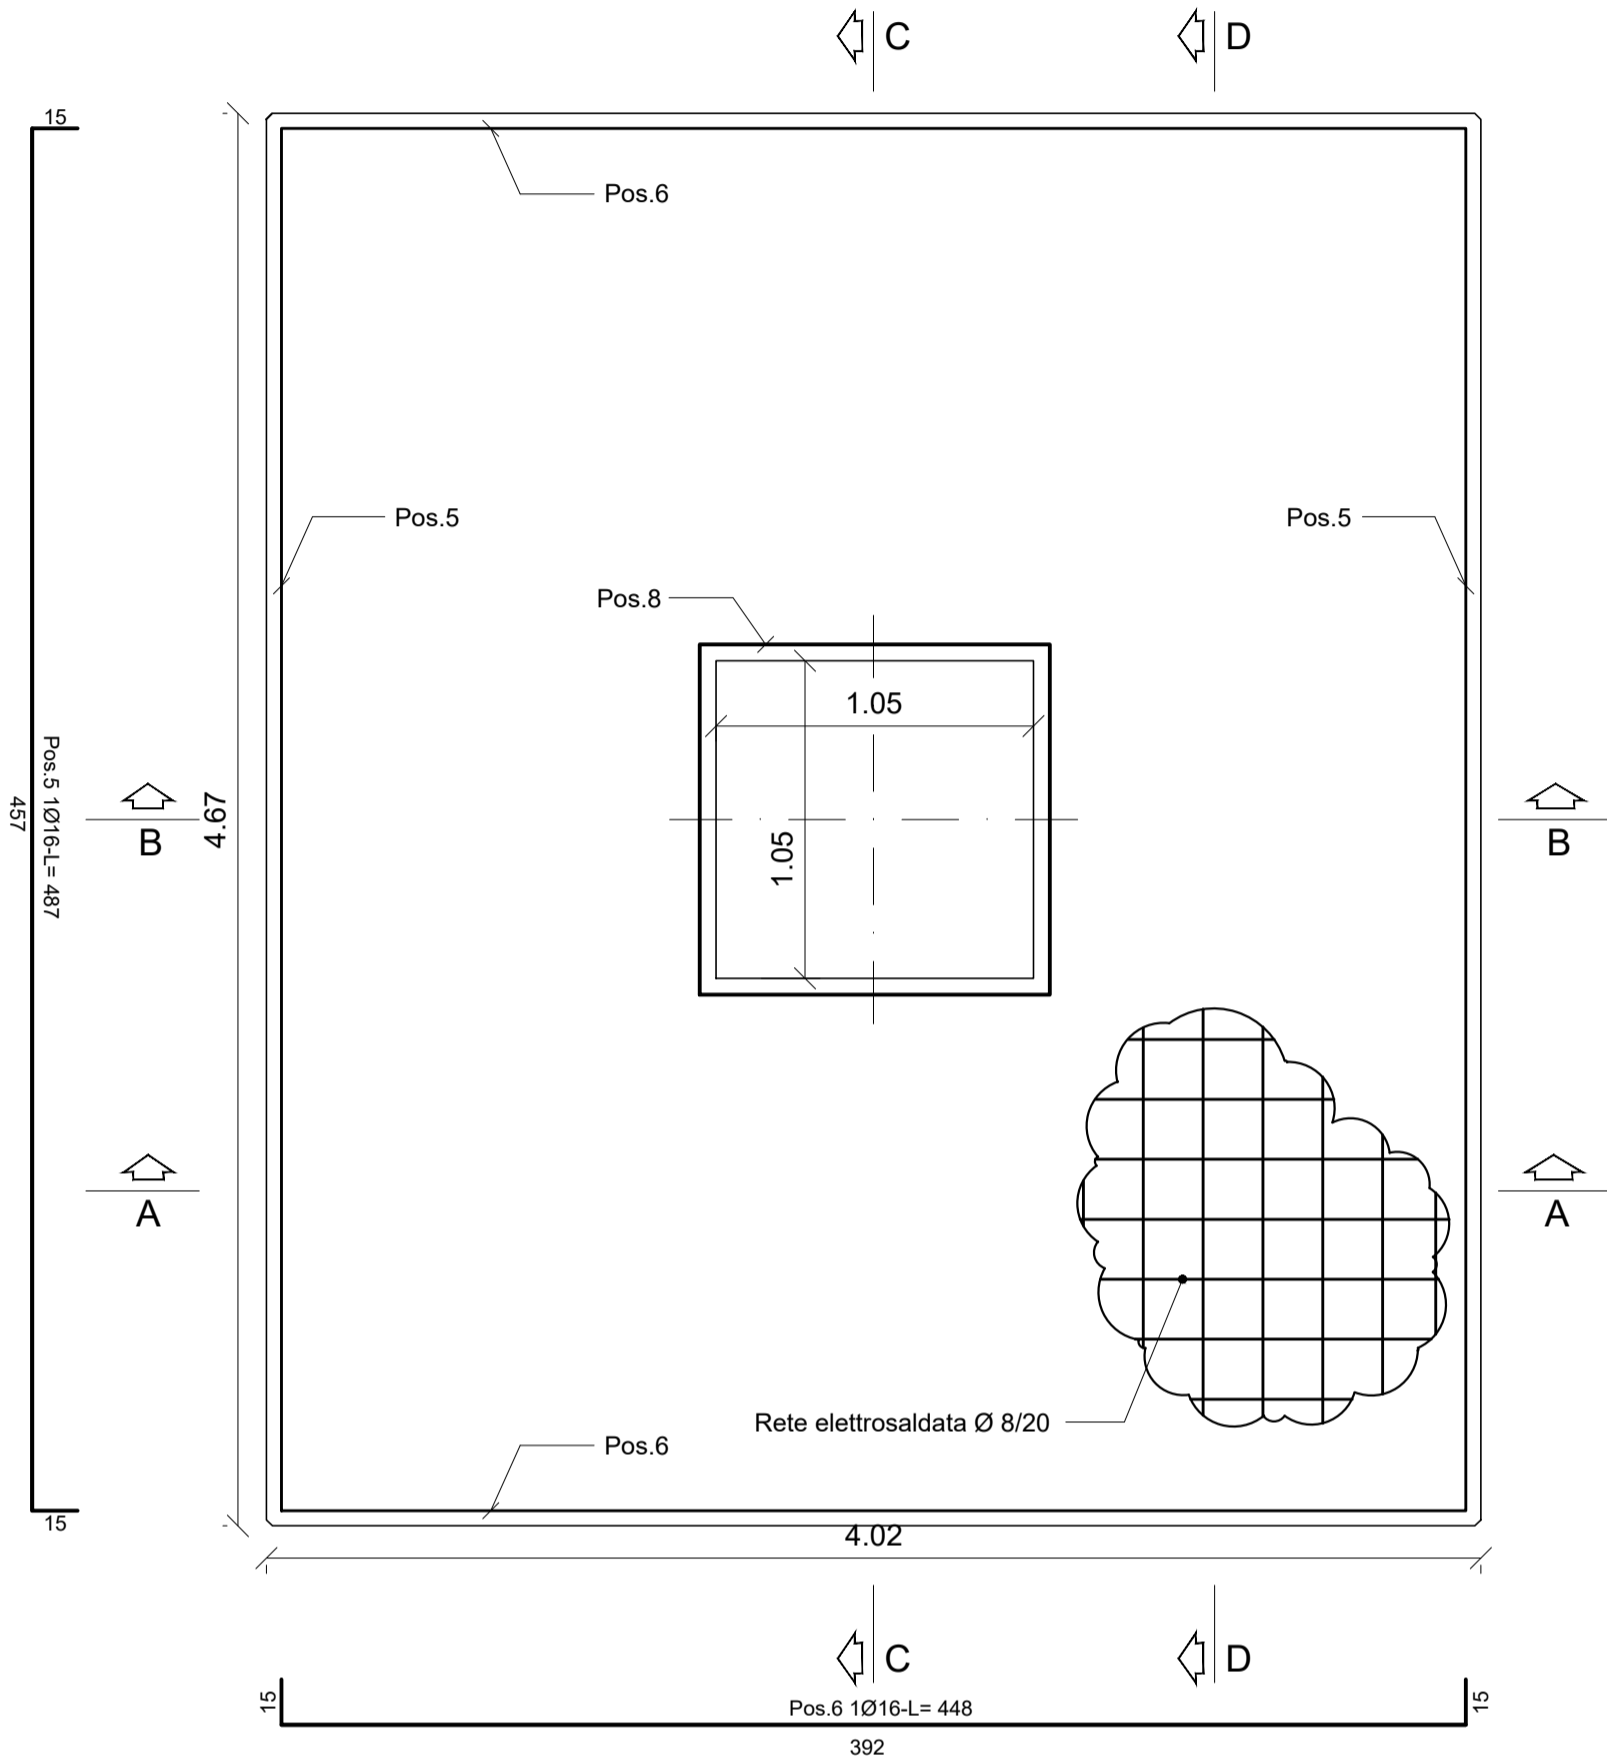 C
D
15
Pos.6
Pos.5
Pos.5
Pos.8
1.05
1.05
Pos.5 1Ø16-L= 487
457
4.67
B
B
A
A
Rete elettrosaldata Ø 8/20
Pos.6
15
4.02
C
D
15
Pos.6 1Ø16-L= 448
15
392